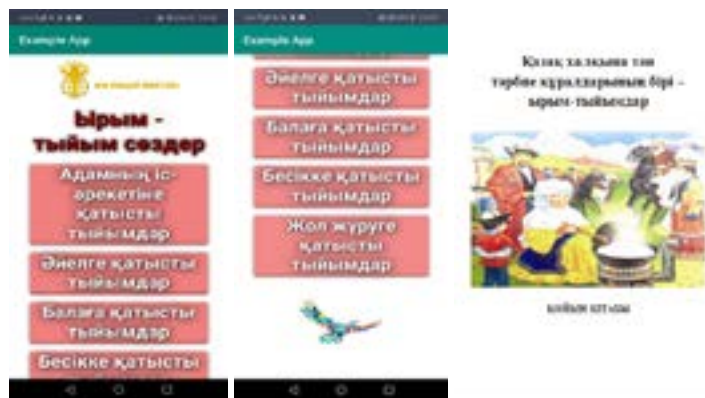 Example App
Ырым -
тыйым сөздер
Адамның іс-
әрекетіне
қатысты
тыйымдар
Әйелге қатысты
тыйымдар
Балаға қатысты
тыйымдар
Бесікке қатысты
Example App
Әйелге қатысты
тыйымдар
Балаға қатысты
тыйымдар
Бесікке қатысты
тыйымдар
Жол жүруге
қатысты
тыйымдар
Қазақ халқына тән
тәрбие құралдарының бірі –
ырым-тыйымдар